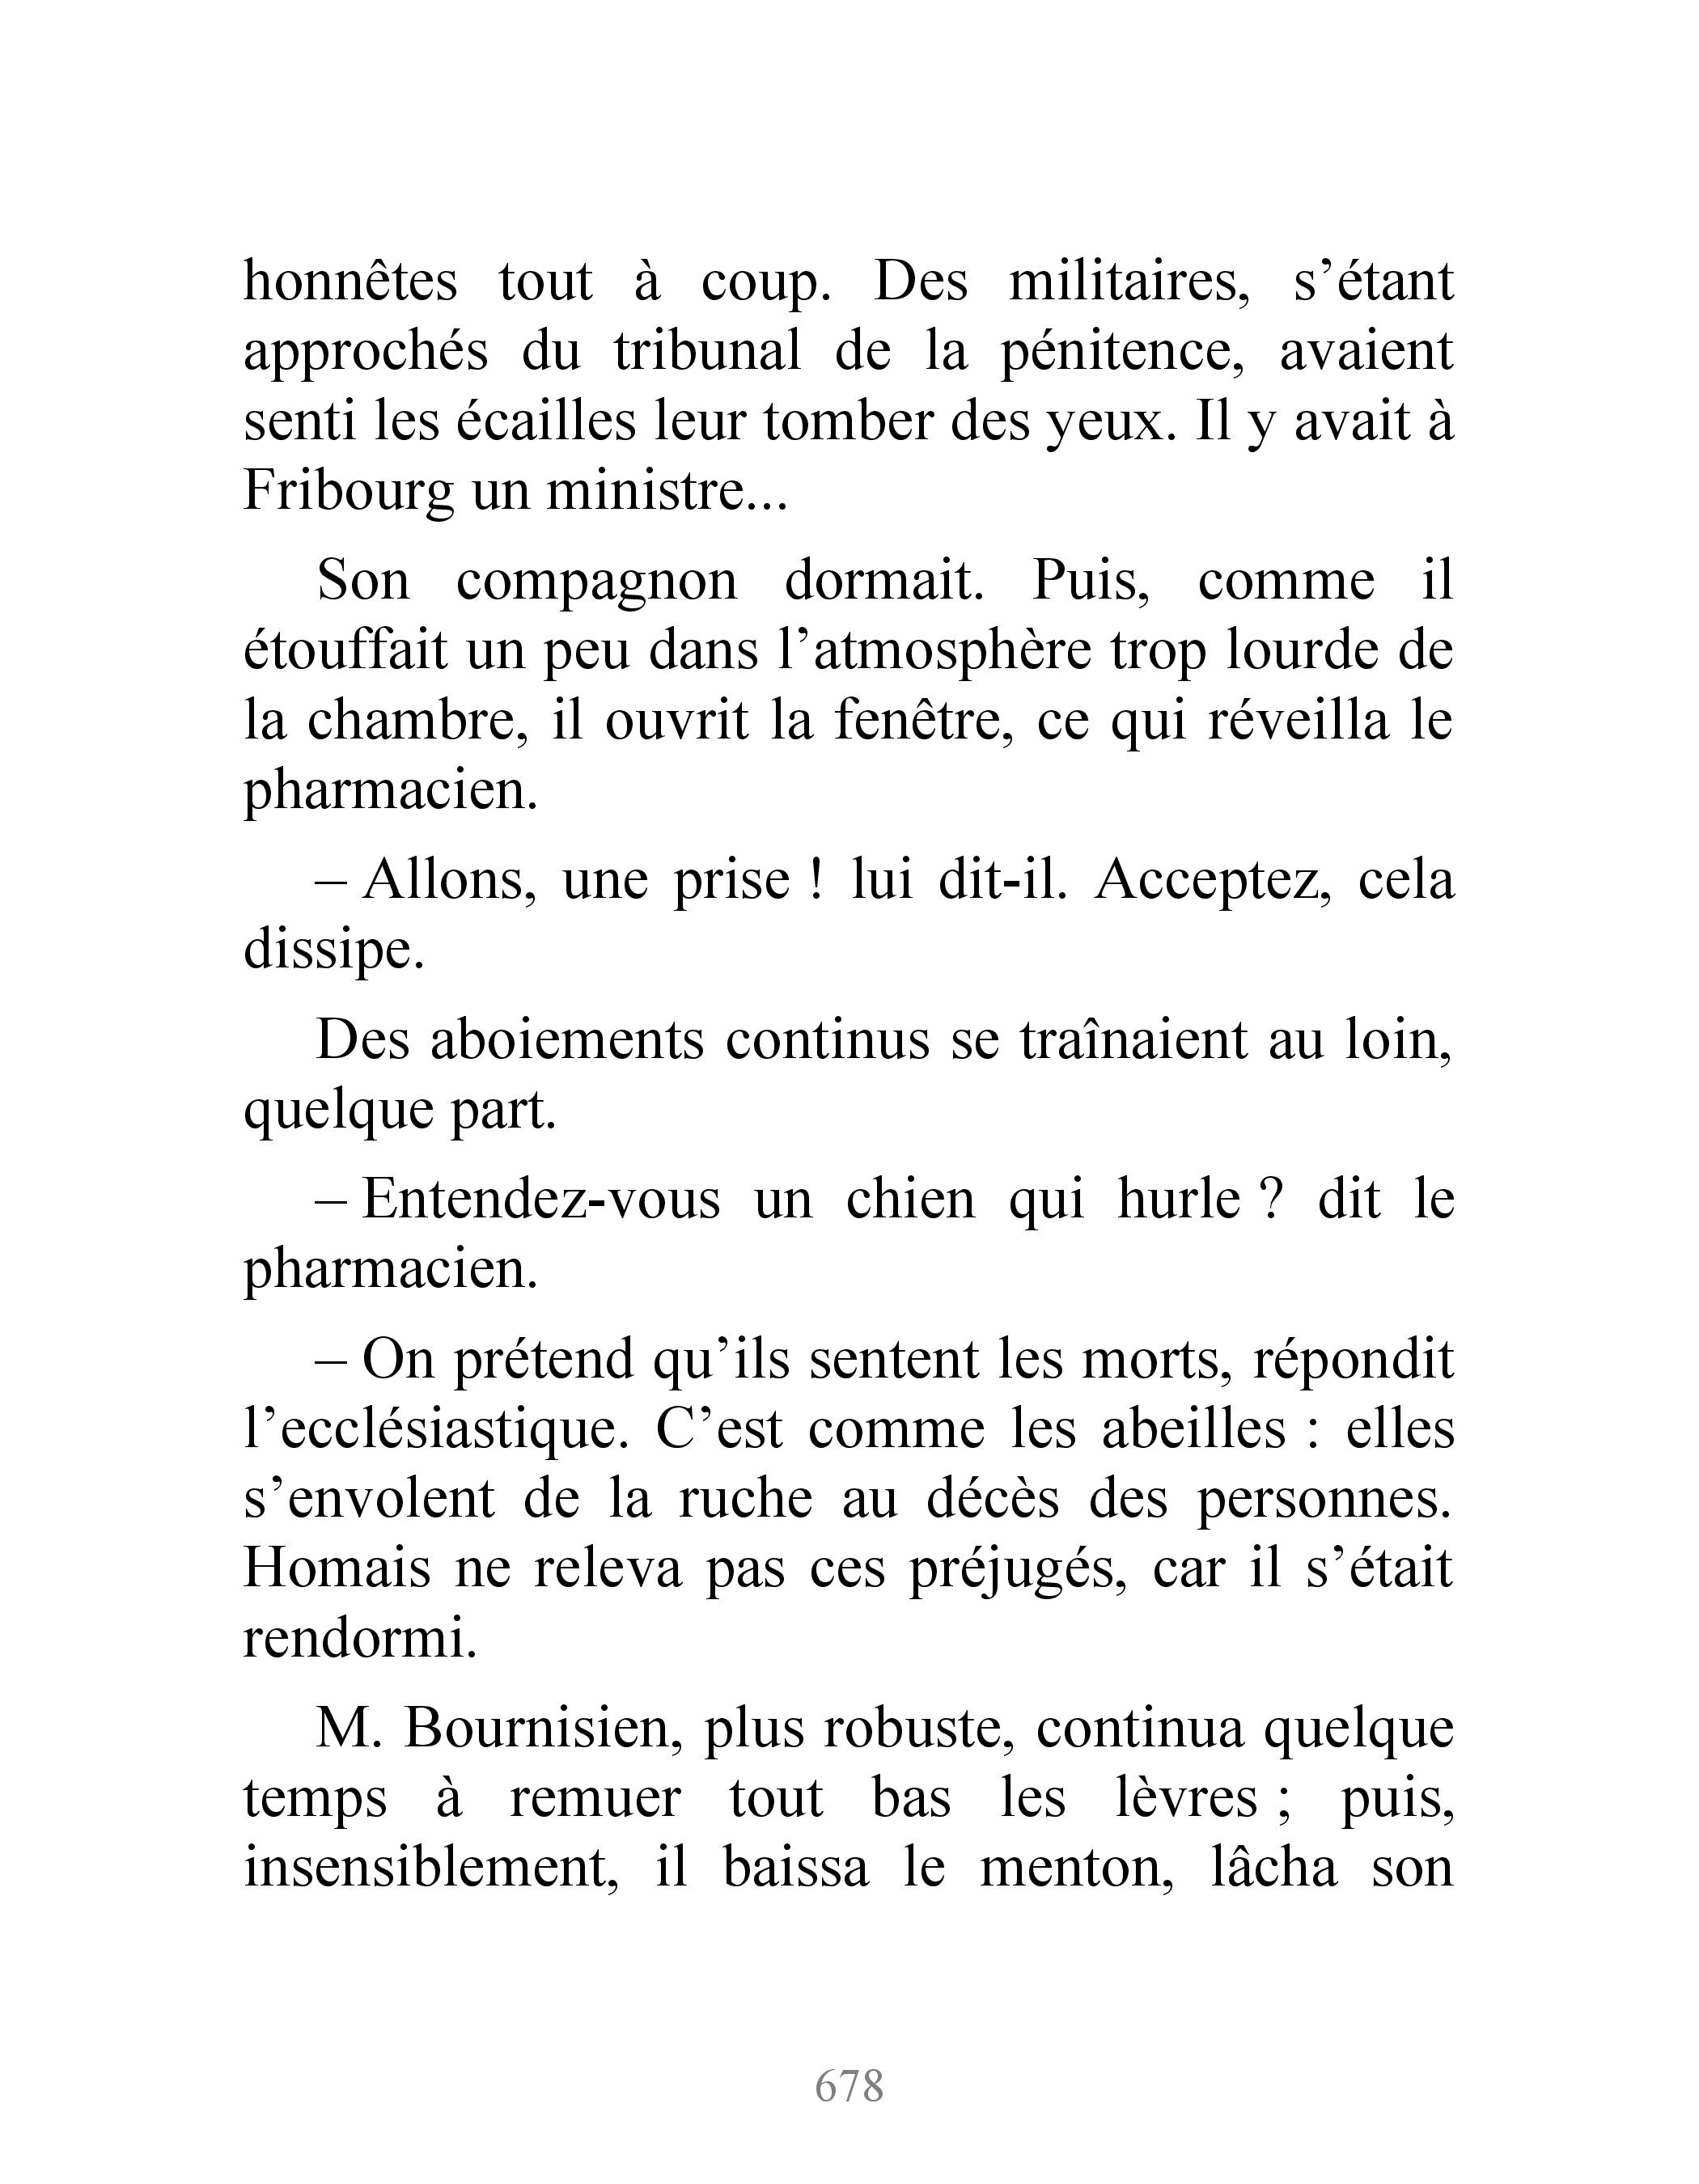 honnêtes tout à coup. Des militaires, s’étant
approchés du tribunal de la pénitence, avaient
senti les écailles leur tomber des yeux. Il y avait à
Fribourg un ministre...
Son compagnon dormait. Puis, comme il
étouffait un peu dans l’atmosphère trop lourde de
la chambre, il ouvrit la fenêtre, ce qui réveilla le
pharmacien.
– Allons, une prise ! lui dit-il. Acceptez, cela
dissipe.
Des aboiements continus se traînaient au loin,
quelque part.
– Entendez-vous un chien qui hurle ? dit le
pharmacien.
– On prétend qu’ils sentent les morts, répondit
l’ecclésiastique. C’est comme les abeilles : elles
s’envolent de la ruche au décès des personnes.
Homais ne releva pas ces préjugés, car il s’était
rendormi.
M. Bournisien, plus robuste, continua quelque
temps à remuer tout bas les lèvres ; puis,
insensiblement, il baissa le menton, lâcha son
678